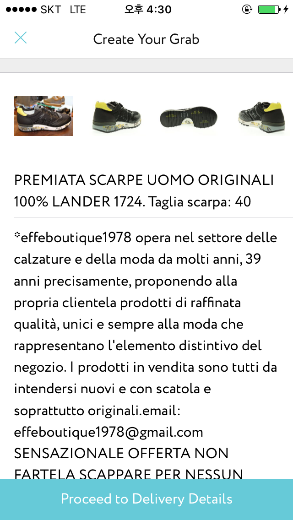 SKT LTE 오후 4:30
Create Your Grab
PREMIATA SCARPE UOMO ORIGINALI
100% LANDER 1724. Taglia scarpa: 40
*effeboutique1978 opera nel settore delle
calzature e della moda da molti anni, 39
anni precisamente, proponendo alla
propria clientela prodotti di raffinata
qualità, unici e sempre alla moda che
rappresentano l'elemento distintivo del
negozio. I prodotti in vendita sono tutti da
intendersi nuovi e con scatola e
soprattutto originali.email:
effeboutique1978@gmail.com
SENSAZIONALE OFFERTA NON
FARTELA SCAPPARE PER NESSUN
Proceed to Delivery Details